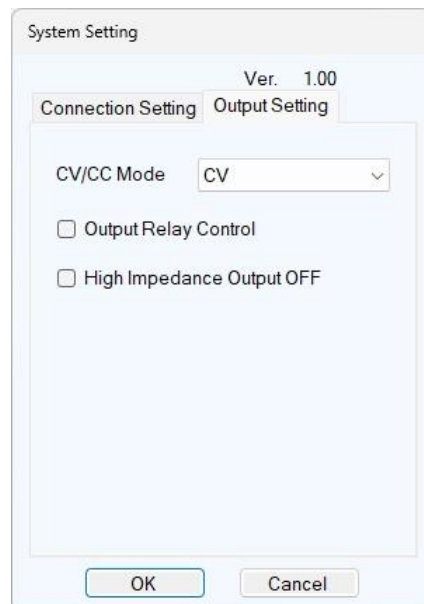 System Setting
Ver. 1.00
Connection Setting Output Setting
CV/CC Mode CV
Output Relay Control
High Impedance Output OFF
OK Cancel